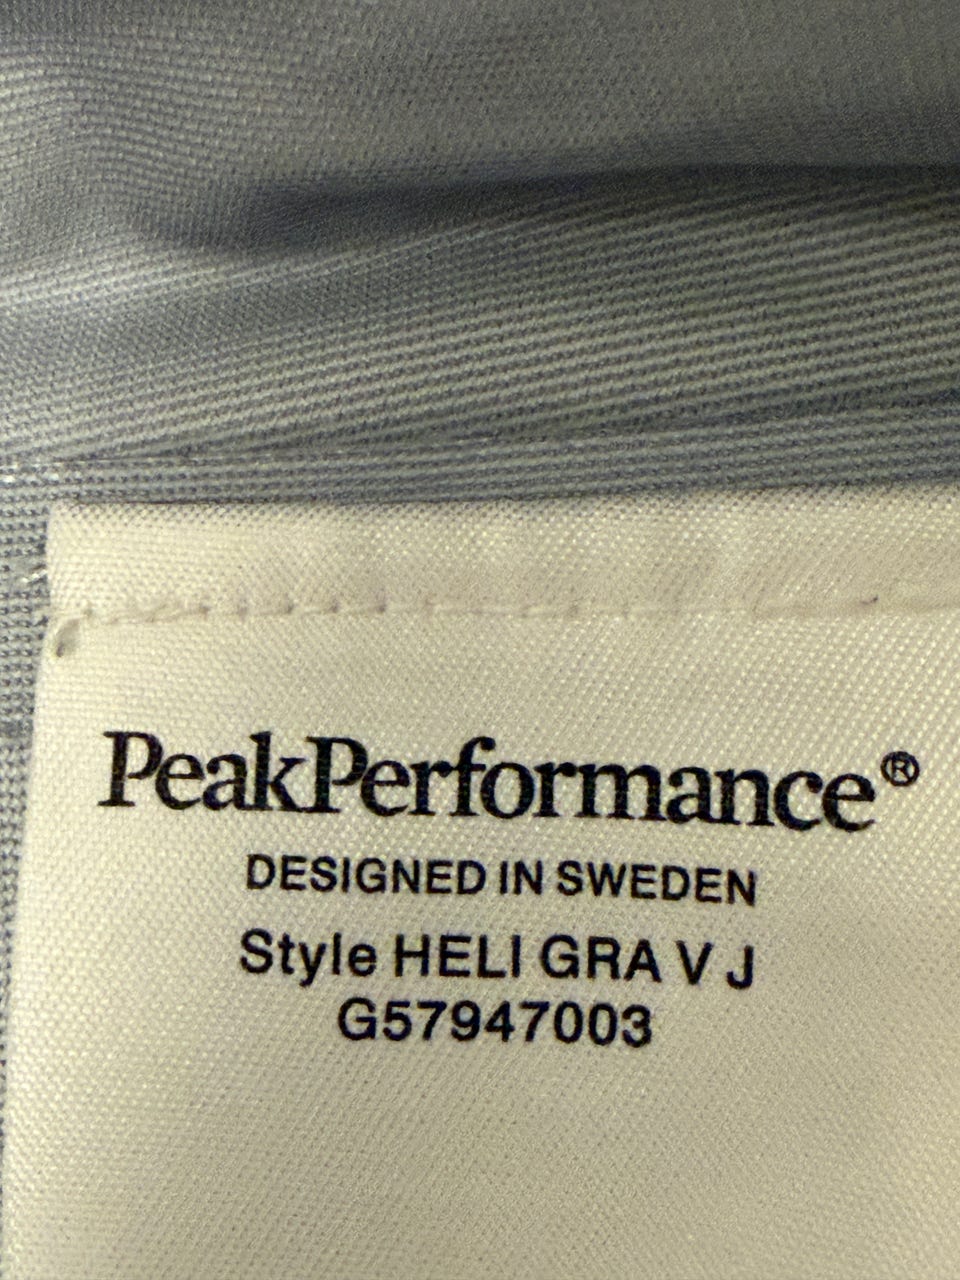 PeakPerformance®
DESIGNED IN SWEDEN
Style HELI GRA V J
G57947003